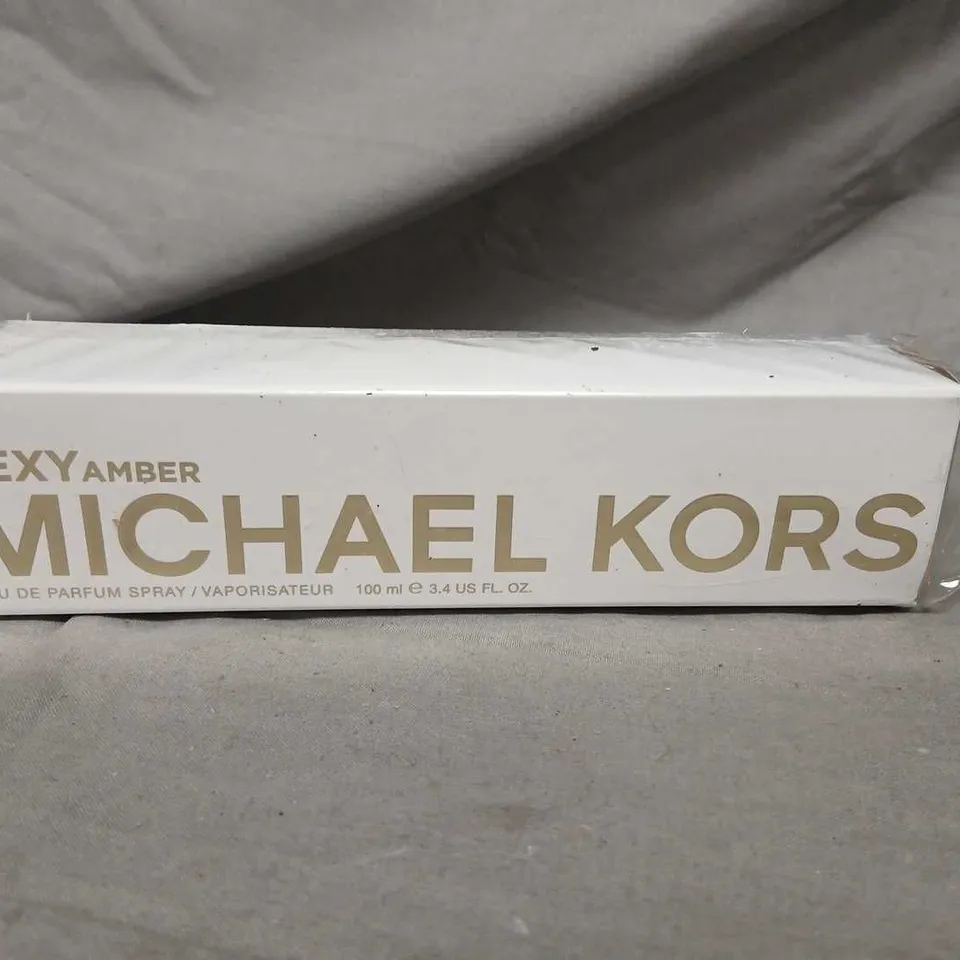 EXY AMBER
MICHAEL KORS
U DE PARFUM SPRAY / VAPORISATEUR 100 ml ℮ 3.4 US FL. OZ.